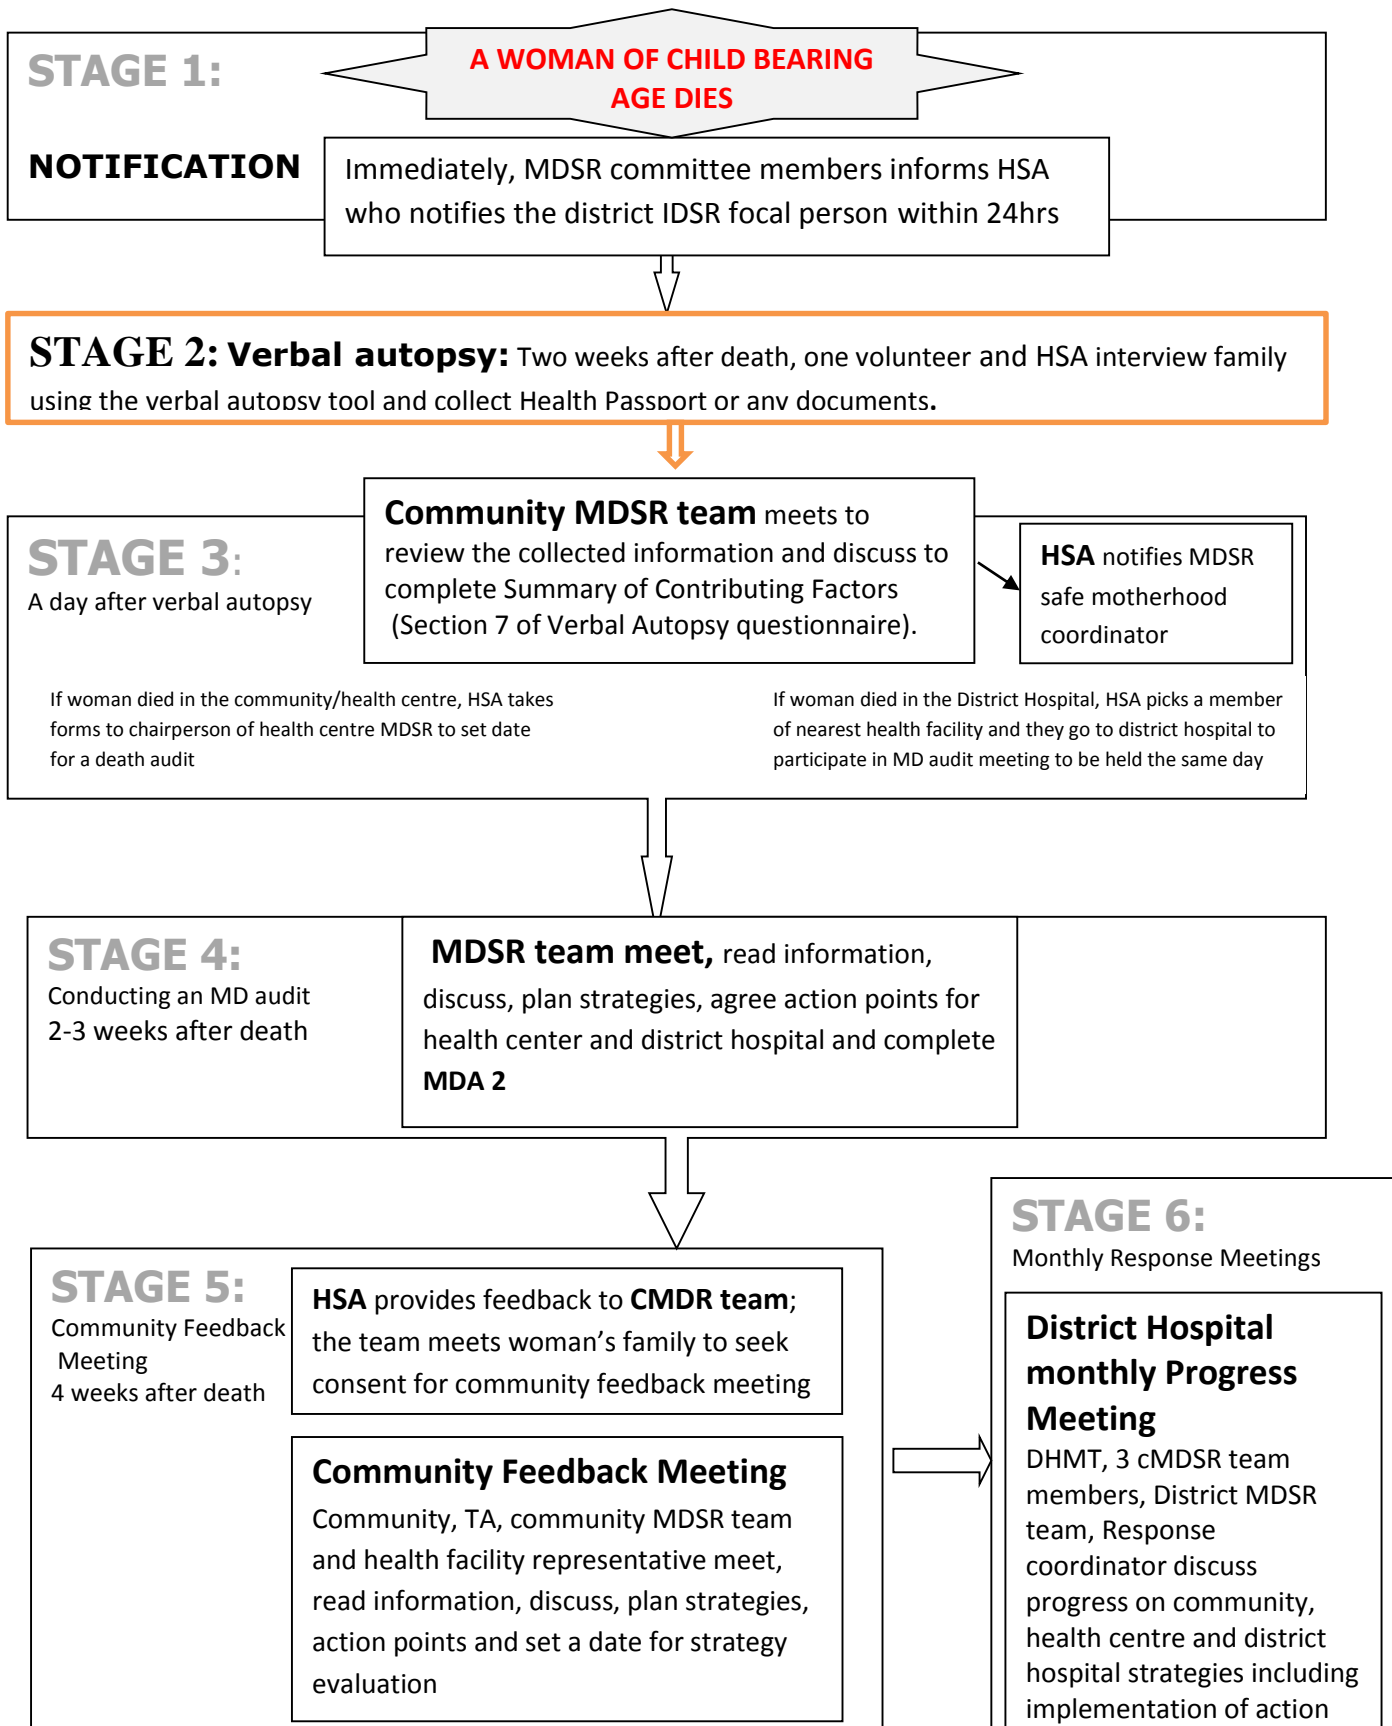 STAGE 1:
A WOMAN OF CHILD BEARING
AGE DIES
NOTIFICATION
Immediately, MDSR committee members informs HSA
who notifies the district IDSR focal person within 24hrs
STAGE 2: Verbal autopsy: Two weeks after death, one volunteer and HSA interview family
using the verbal autopsy tool and collect Health Passport or any documents.
STAGE 3:
A day after verbal autopsy
Community MDSR team meets to
review the collected information and discuss to
complete Summary of Contributing Factors
(Section 7 of Verbal Autopsy questionnaire).
HSA notifies MDSR
safe motherhood
coordinator
If woman died in the community/health centre, HSA takes
forms to chairperson of health centre MDSR to set date
for a death audit
If woman died in the District Hospital, HSA picks a member
of nearest health facility and they go to district hospital to
participate in MD audit meeting to be held the same day
STAGE 4:
Conducting an MD audit
2-3 weeks after death
MDSR team meet, read information,
discuss, plan strategies, agree action points for
health center and district hospital and complete
MDA 2
STAGE 5:
Community Feedback
Meeting
4 weeks after death
HSA provides feedback to CMDR team;
the team meets woman's family to seek
consent for community feedback meeting
Community Feedback Meeting
Community, TA, community MDSR team
and health facility representative meet,
read information, discuss, plan strategies,
action points and set a date for strategy
evaluation
STAGE 6:
Monthly Response Meetings
District Hospital
monthly Progress
Meeting
DHMT, 3 cMDSR team
members, District MDSR
team, Response
coordinator discuss
progress on community,
health centre and district
hospital strategies including
implementation of action